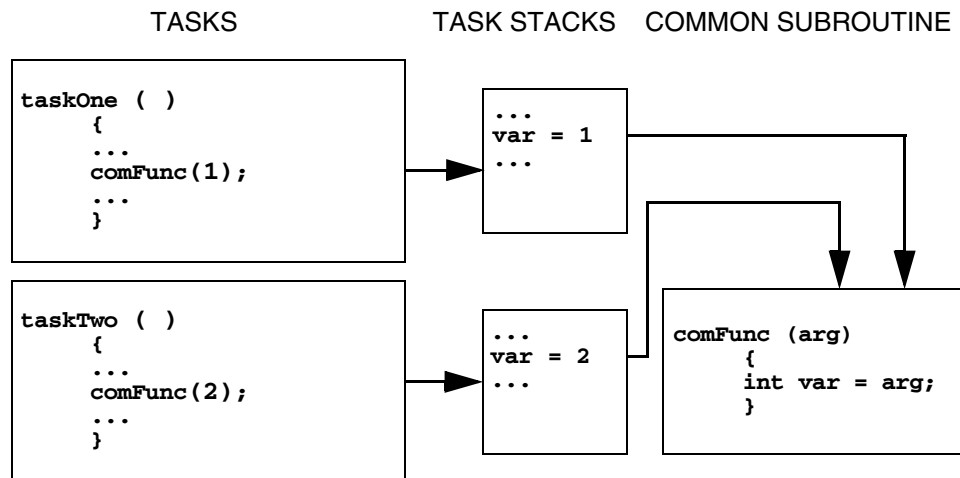 TASKS
TASK STACKS
COMMON SUBROUTINE
taskOne ( )
{
...
comFunc(1);
...
}
...
var = 1
...
taskTwo ( )
{
...
comFunc(2);
...
}
...
var = 2
...
comFunc (arg)
{
int var = arg;
}